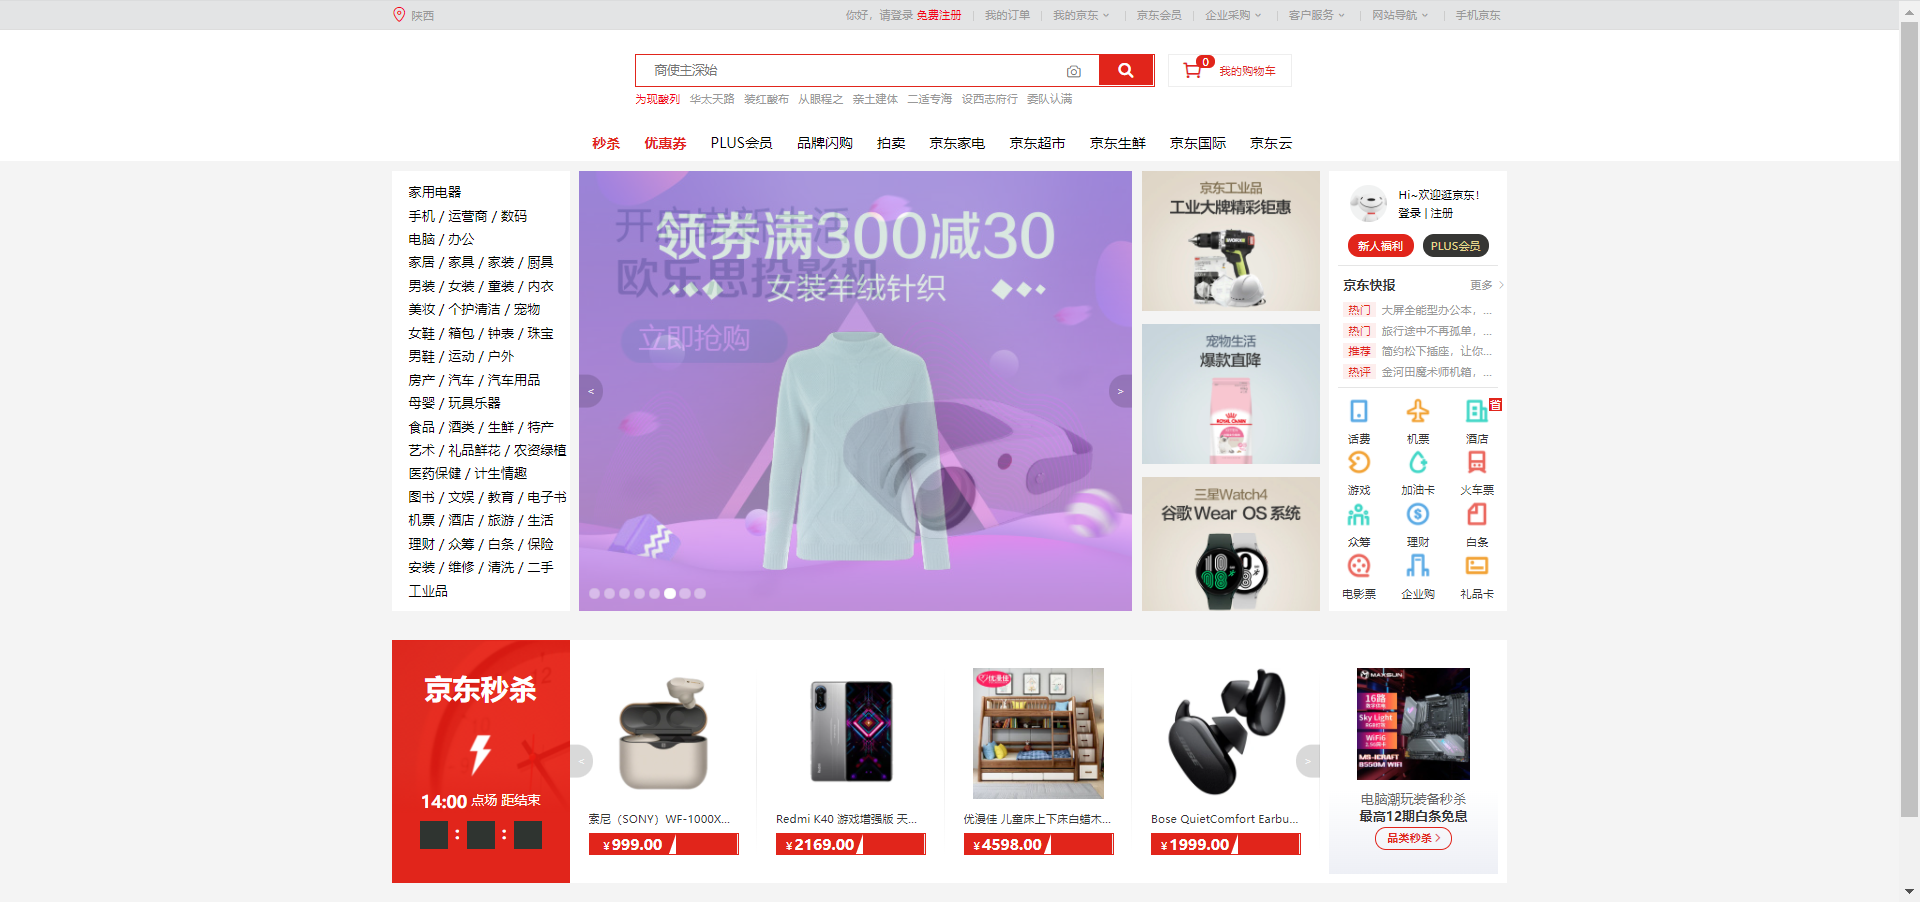 陕西
你好，请登录 免费注册 我的订单 我的京东 京东会员 企业采购 客户服务 网站导航 手机京东
商使主深始
0 我的购物车
为现酸列 华太天路 装红酸布 从眼程之 亲土建体 二适专海 设西志府行 委队认满
秒杀 优惠券 PLUS会员 品牌闪购 拍卖 京东家电 京东超市 京东生鲜 京东国际 京东云
家用电器
手机 / 运营商 / 数码
电脑 / 办公
家居 / 家具 / 家装 / 厨具
男装 / 女装 / 童装 / 内衣
美妆 / 个护清洁 / 宠物
女鞋 / 箱包 / 钟表 / 珠宝
男鞋 / 运动 / 户外
房产 / 汽车 / 汽车用品
母婴 / 玩具乐器
食品 / 酒类 / 生鲜 / 特产
艺术 / 礼品鲜花 / 农资绿植
医药保健 / 计生情趣
图书 / 文娱 / 教育 / 电子书
机票 / 酒店 / 旅游 / 生活
理财 / 众筹 / 白条 / 保险
安装 / 维修 / 清洗 / 二手
工业品
领券满300减30
欧乐思投影机
女装羊绒针织
立即抢购
<
>
京东工业品
工业大牌精彩钜惠
宠物生活
爆款直降
ROYAL CANIN
三星Watch4
谷歌Wear OS系统
Hi~欢迎逛京东!
登录 | 注册
新人福利 PLUS会员
京东快报 更多 >
热门 大屏全能型办公本，...
热门 旅行途中不再孤单，...
推荐 简约松下插座，让你...
热评 金河田魔术师机箱，...
省
话费 机票 酒店
游戏 加油卡 火车票
众筹 理财 白条
电影票 企业购 礼品卡
京东秒杀
14:00 点场 距结束
: :
<
>
索尼（SONY）WF-1000X...
¥999.00
Redmi K40 游戏增强版 天...
¥2169.00
优漫佳
优漫佳 儿童床上下床白蜡木...
¥4598.00
Bose QuietComfort Earbu...
¥1999.00
MAXSUN
16路
Sky Light
WiFi6
MS-iCRAFT
B550M WIFI
电脑潮玩装备秒杀
最高12期白条免息
品类秒杀 >